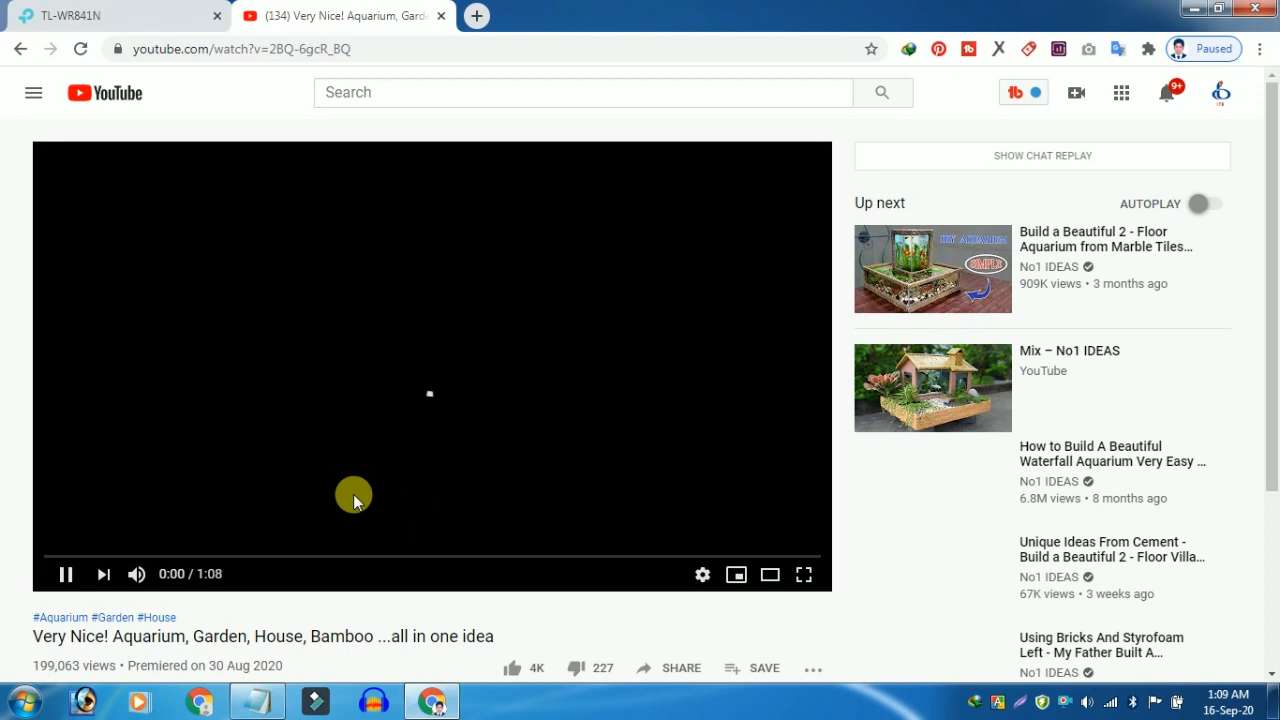 TL-WR841N
(134) Very Nice! Aquarium, Gard
youtube.com/watch?v=2BQ-6gcR_BQ
Paused
YouTube
Search
9+
SHOW CHAT REPLAY
Up next
AUTOPLAY
DIY AQUARIUM
SIMPLE
Build a Beautiful 2 - Floor
Aquarium from Marble Tiles...
No1 IDEAS
909K views • 3 months ago
Mix – No1 IDEAS
YouTube
How to Build A Beautiful
Waterfall Aquarium Very Easy ...
No1 IDEAS
6.8M views • 8 months ago
Unique Ideas From Cement -
Build a Beautiful 2 - Floor Villa...
No1 IDEAS
67K views • 3 weeks ago
Using Bricks And Styrofoam
Left - My Father Built A...
No1 IDEAS
0:00 / 1:08
#Aquarium #Garden #House
Very Nice! Aquarium, Garden, House, Bamboo ...all in one idea
199,063 views • Premiered on 30 Aug 2020
4K
227
SHARE
SAVE
1:09 AM
16-Sep-20